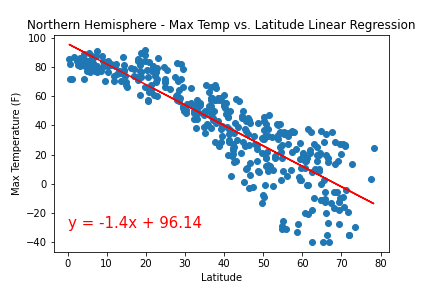 Northern Hemisphere - Max Temp vs. Latitude Linear Regression
100
80
60
40
20
0
−20
−40
Max Temperature (F)
y = -1.4x + 96.14
0 10 20 30 40 50 60 70 80
Latitude